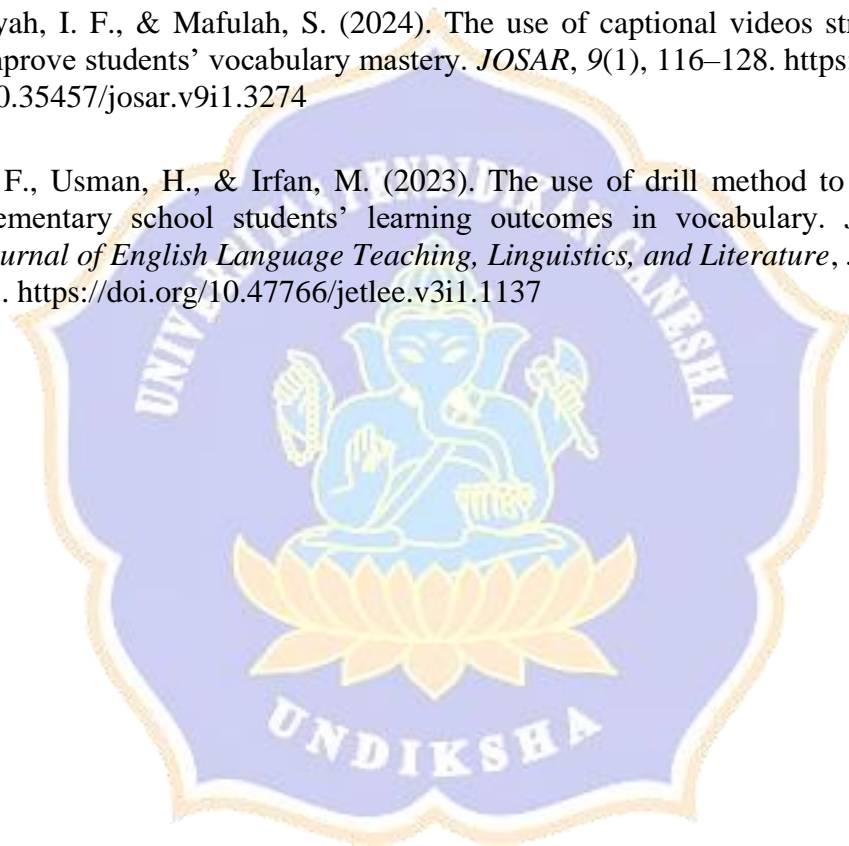 yah, I. F., & Mafulah, S. (2024). The use of captional videos
prove students' vocabulary mastery. JOSAR, 9(1), 116–128. https:
0.35457/josar.v9i1.3274
F., Usman, H., & Irfan, M. (2023). The use of drill method to
ementary school students' learning outcomes in vocabulary.
urnal of English Language Teaching, Linguistics, and Literature,
. https://doi.org/10.47766/jetlee.v3i1.1137
UNIVERSITAS PENDIDIKAN GANESHA
UNDIKSHA